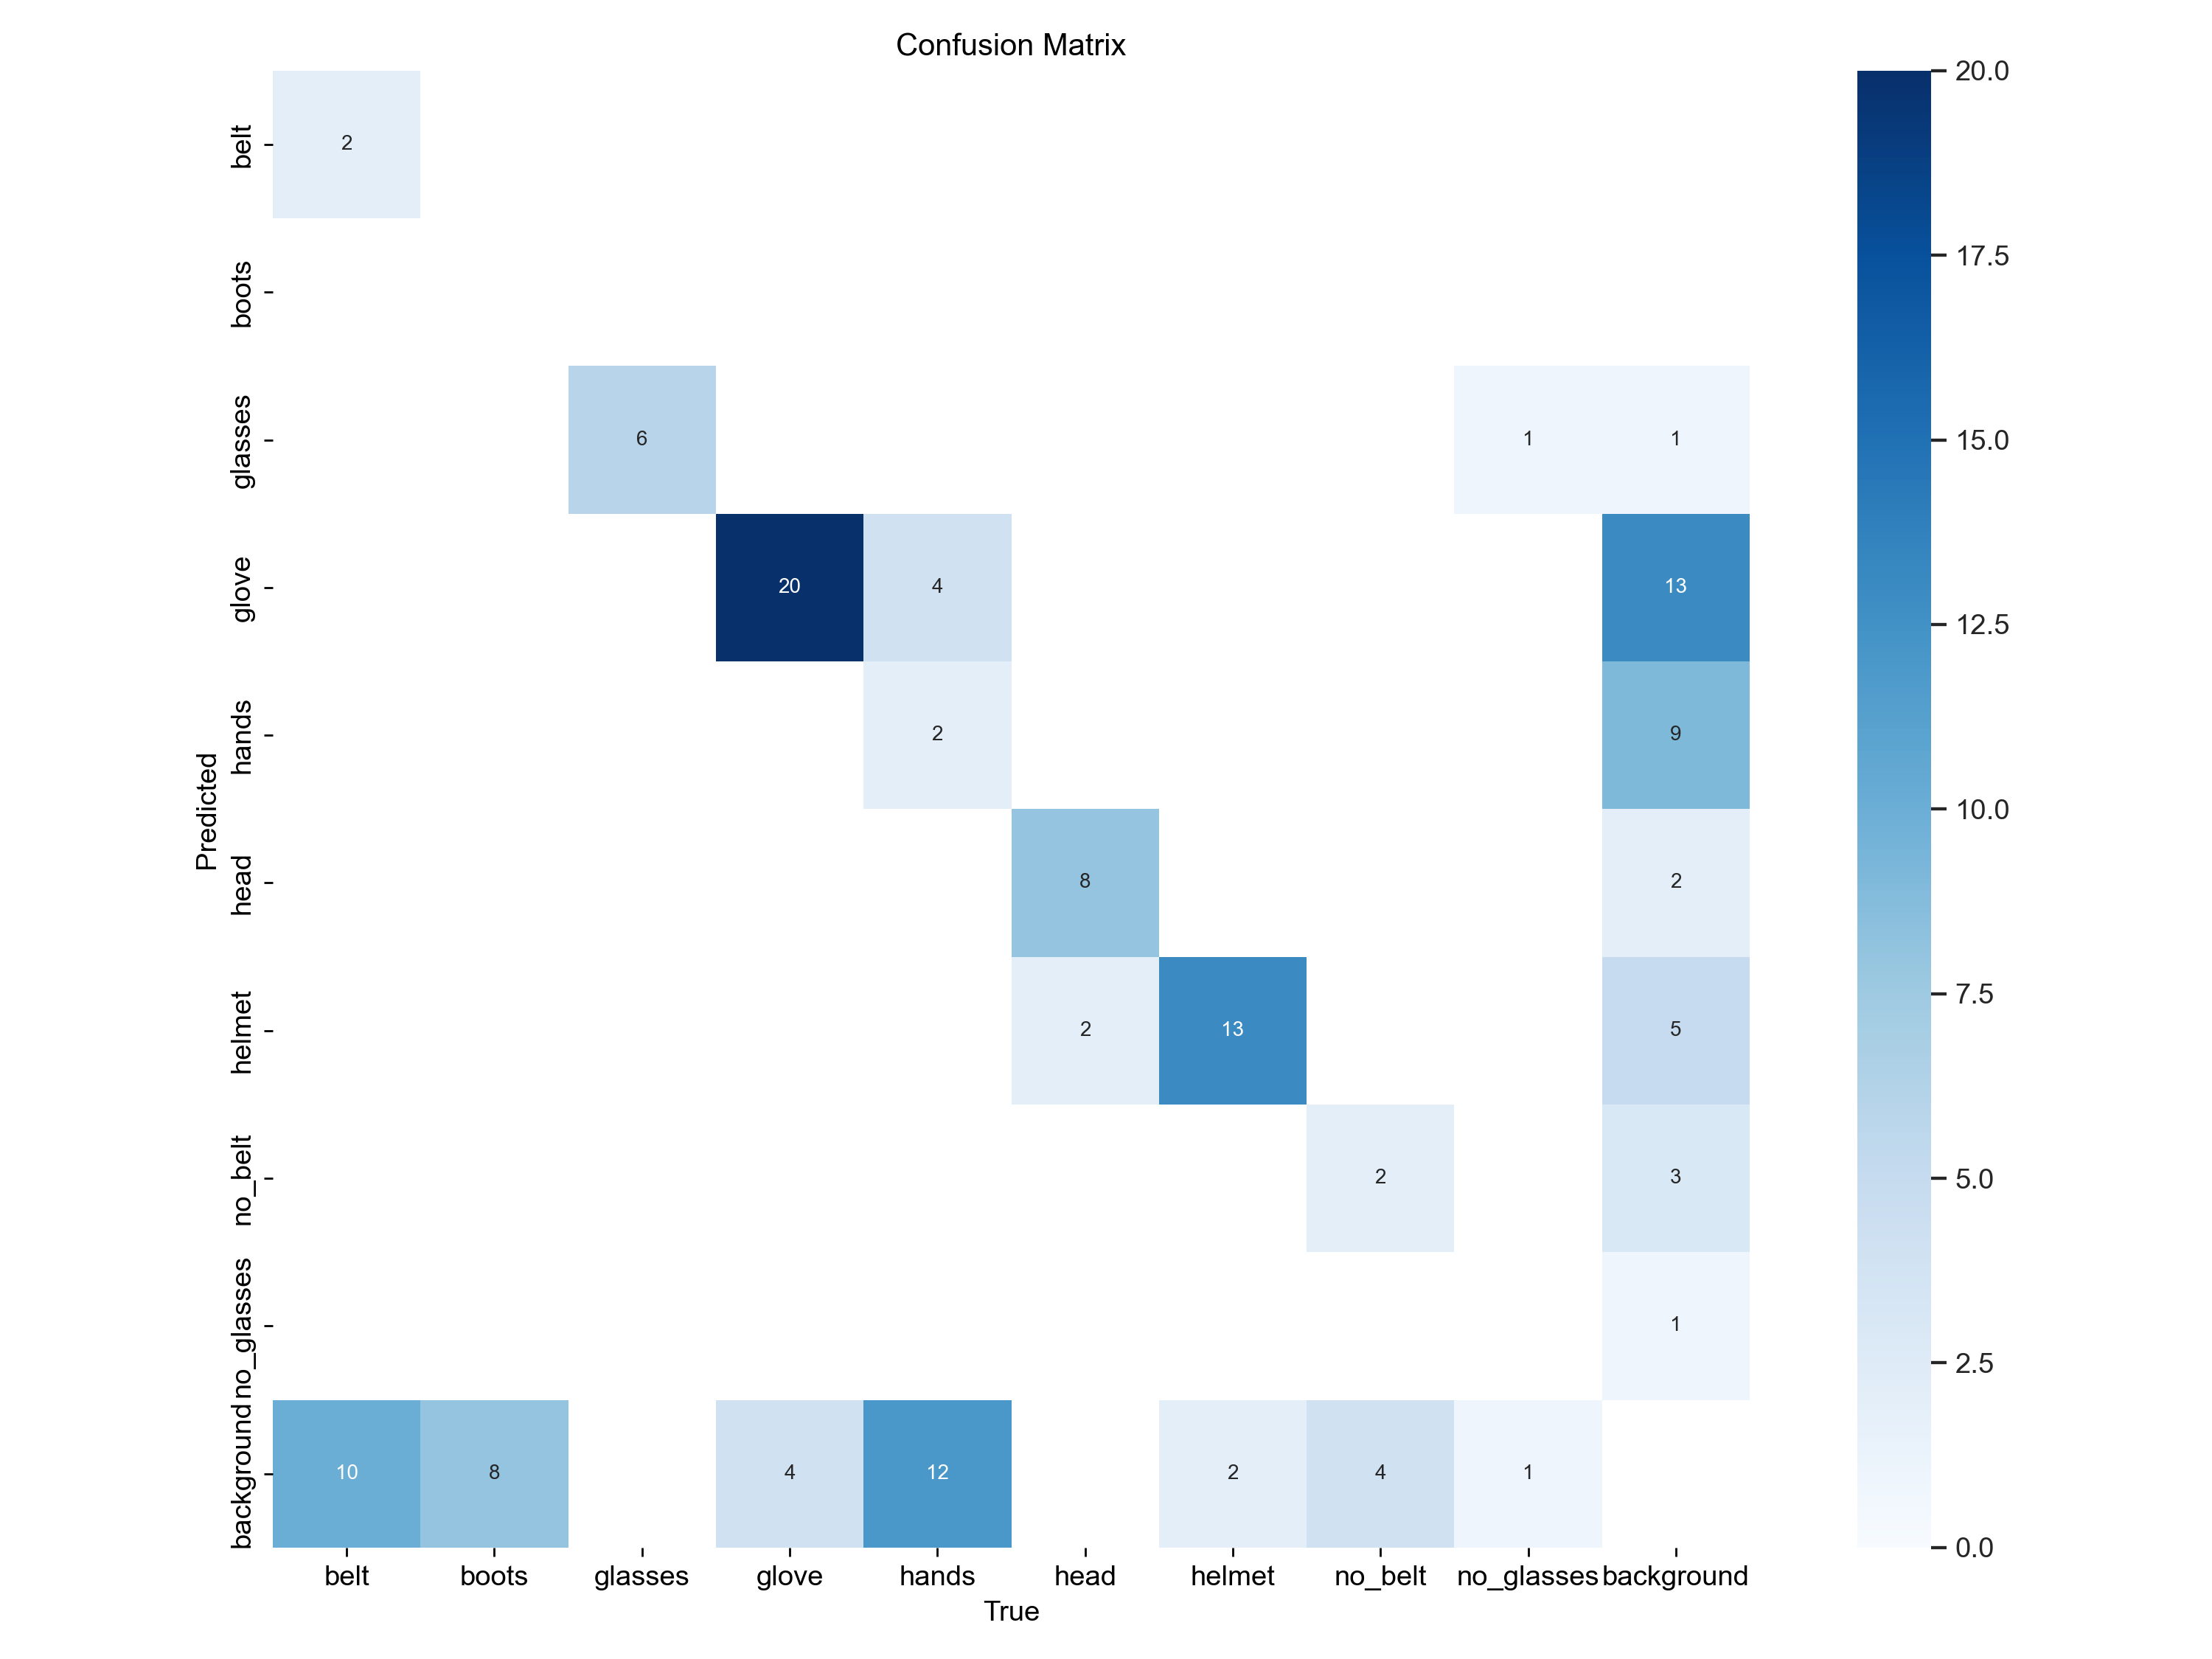 Confusion Matrix
belt
boots
glasses
glove
hands
head
helmet
no_belt
no_glasses
background
Predicted
2
6 1 1
20 4 13
2 9
8 2
2 13 5
2 3
1
10 8 4 12 2 4 1
belt boots glasses glove hands head helmet no_belt no_glasses background
True
20.0
17.5
15.0
12.5
10.0
7.5
5.0
2.5
0.0